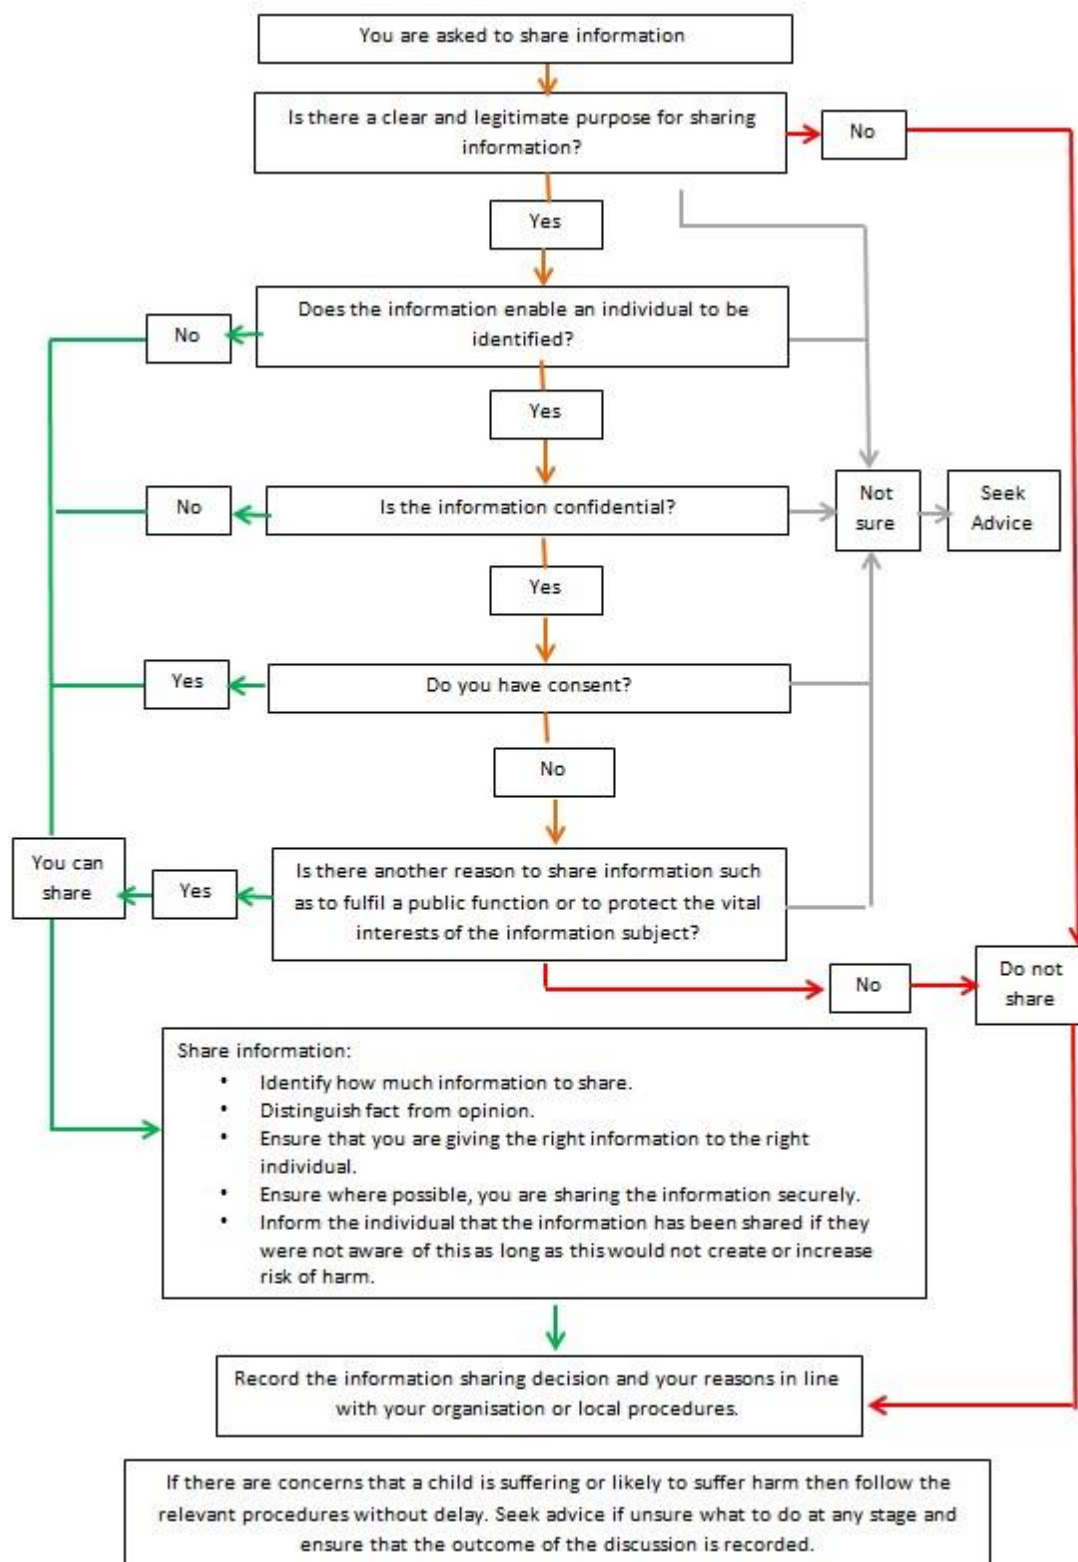 You are asked to share information
Is there a clear and legitimate purpose for sharing
information?
No
Yes
Does the information enable an individual to be
identified?
No
Yes
Is the information confidential?
No
Not
sure
Seek
Advice
Yes
Do you have consent?
Yes
No
You can
share
Yes
Is there another reason to share information such
as to fulfil a public function or to protect the vital
interests of the information subject?
No
Do not
share
Share information:
• Identify how much information to share.
• Distinguish fact from opinion.
• Ensure that you are giving the right information to the right
individual.
• Ensure where possible, you are sharing the information securely.
• Inform the individual that the information has been shared if they
were not aware of this as long as this would not create or increase
risk of harm.
Record the information sharing decision and your reasons in line
with your organisation or local procedures.
If there are concerns that a child is suffering or likely to suffer harm then follow the
relevant procedures without delay. Seek advice if unsure what to do at any stage and
ensure that the outcome of the discussion is recorded.